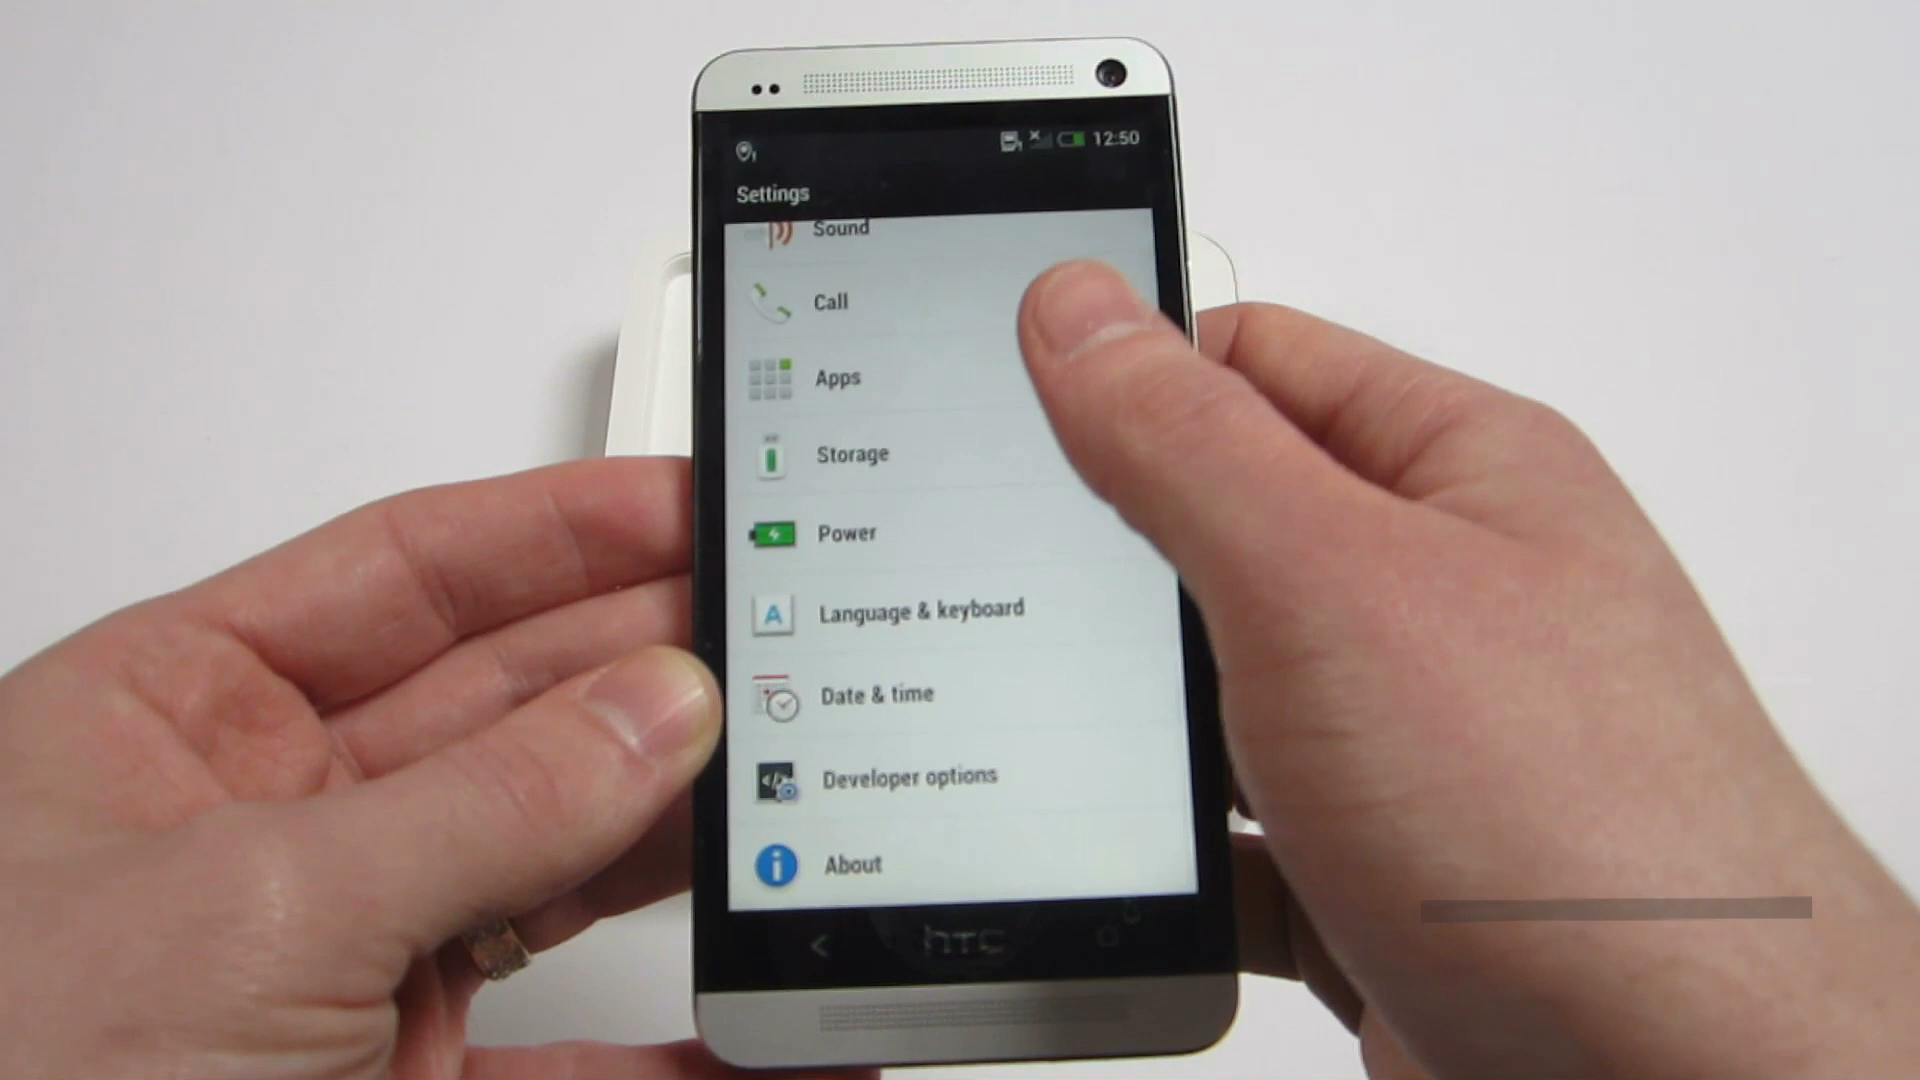 12:50
Settings
Sound
Call
Apps
Storage
Power
A Language & keyboard
Date & time
Developer options
About
hTC